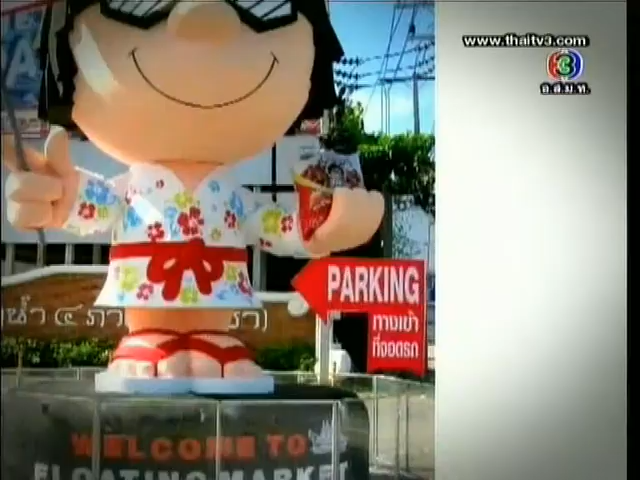 www.thaitv3.com
3
อ.ส.ม.ท.
PARKING
ทางเข้า
ที่จอดรถ
WELCOME TO
FLOATING MARKET